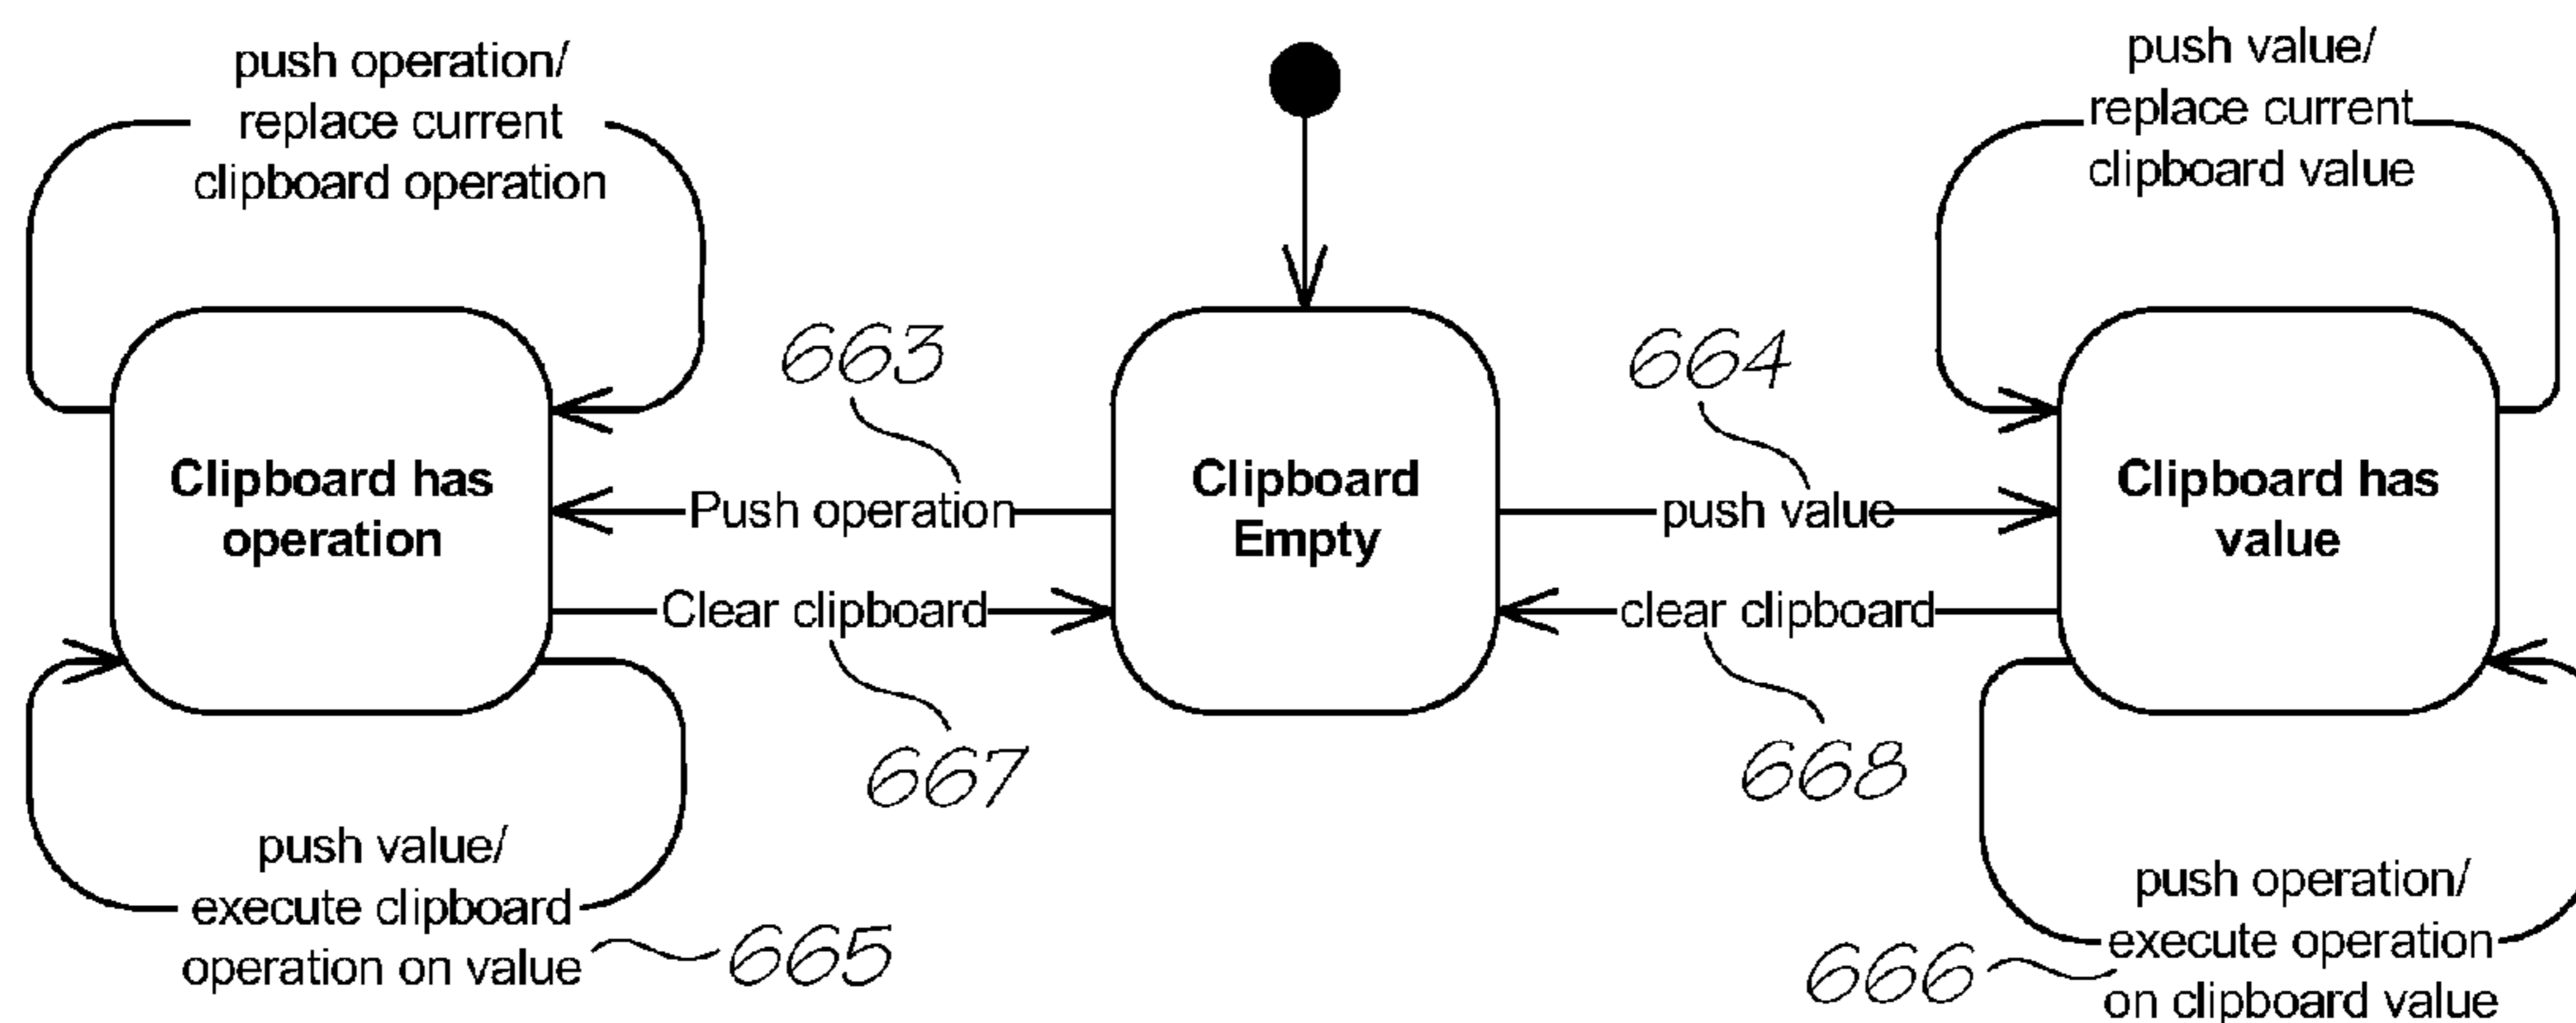 push operation/
replace current
clipboard operation
push value/
replace current
clipboard value
663
664
Clipboard has
operation
Push operation
Clipboard
Empty
push value
Clipboard has
value
Clear clipboard
clear clipboard
667
668
push value/
execute clipboard
operation on value
665
push operation/
execute operation
on clipboard value
666